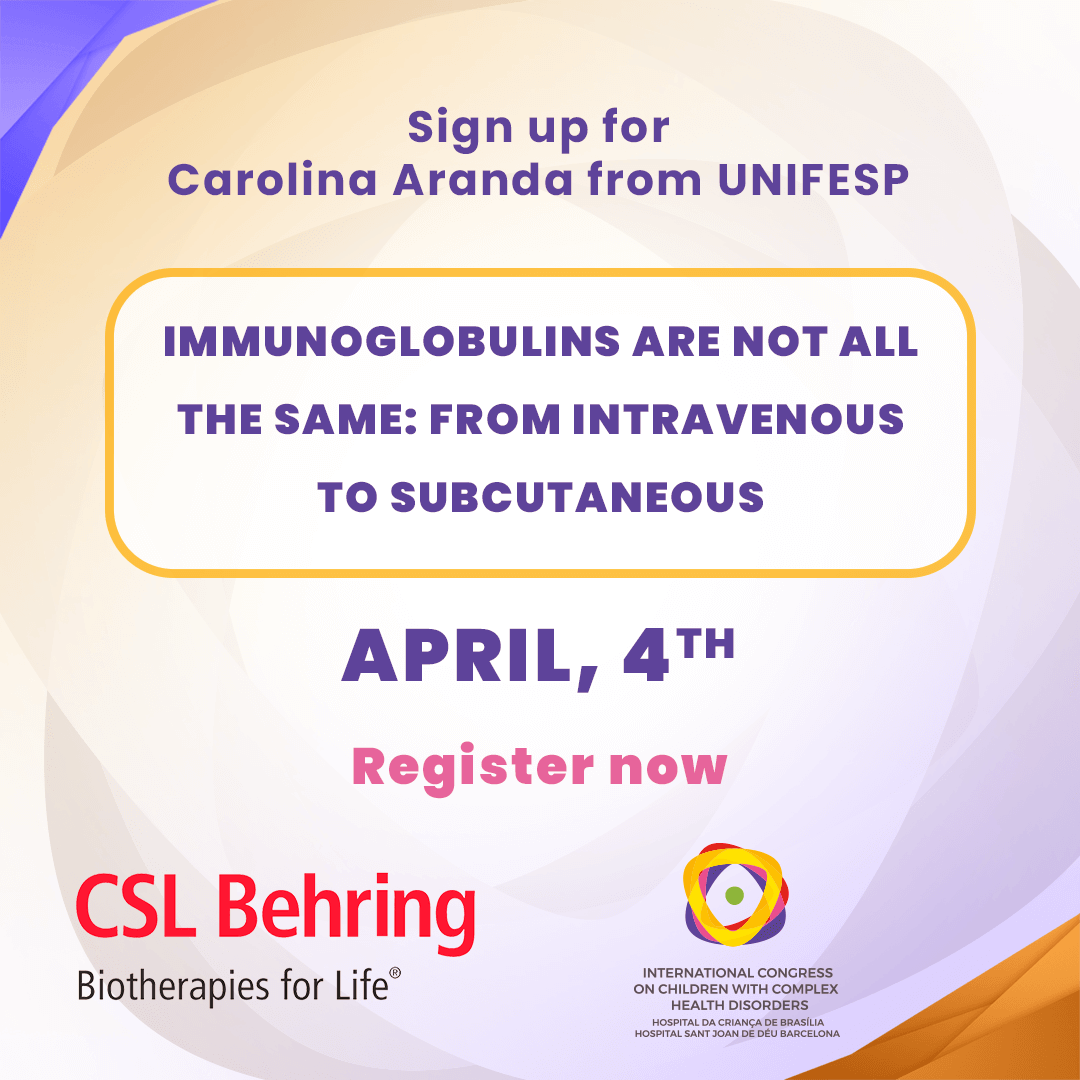 Sign up for
Carolina Aranda from UNIFESP
IMMUNOGLOBULINS ARE NOT ALL
THE SAME: FROM INTRAVENOUS
TO SUBCUTANEOUS
APRIL, 4TH
Register now
CSL Behring
Biotherapies for Life®
INTERNATIONAL CONGRESS
ON CHILDREN WITH COMPLEX
HEALTH DISORDERS
HOSPITAL DA CRIANÇA DE BRASÍLIA
HOSPITAL SANT JOAN DE DÉU BARCELONA